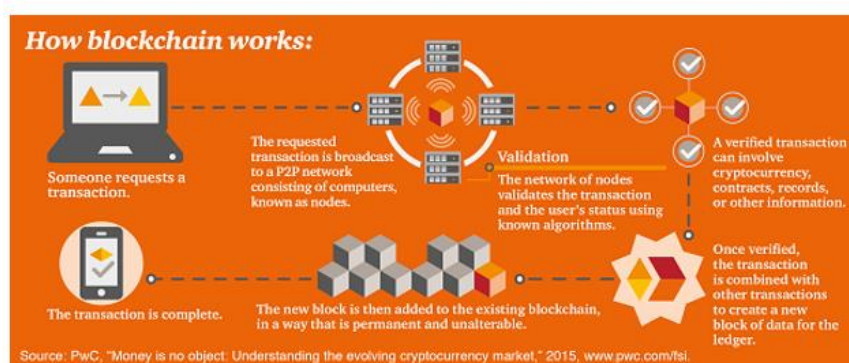 How blockchain works:
Someone requests a
transaction.
The requested
transaction is broadcast
to a P2P network
consisting of computers,
known as nodes.
Validation
The network of nodes
validates the transaction
and the user's status using
known algorithms.
A verified transaction
can involve
cryptocurrency,
contracts, records,
or other information.
Once verified,
the transaction
is combined with
other transactions
to create a new
block of data for the
ledger.
The new block is then added to the existing blockchain,
in a way that is permanent and unalterable.
The transaction is complete.
Source: PwC, "Money is no object: Understanding the evolving cryptocurrency market," 2015, www.pwc.com/fsi.